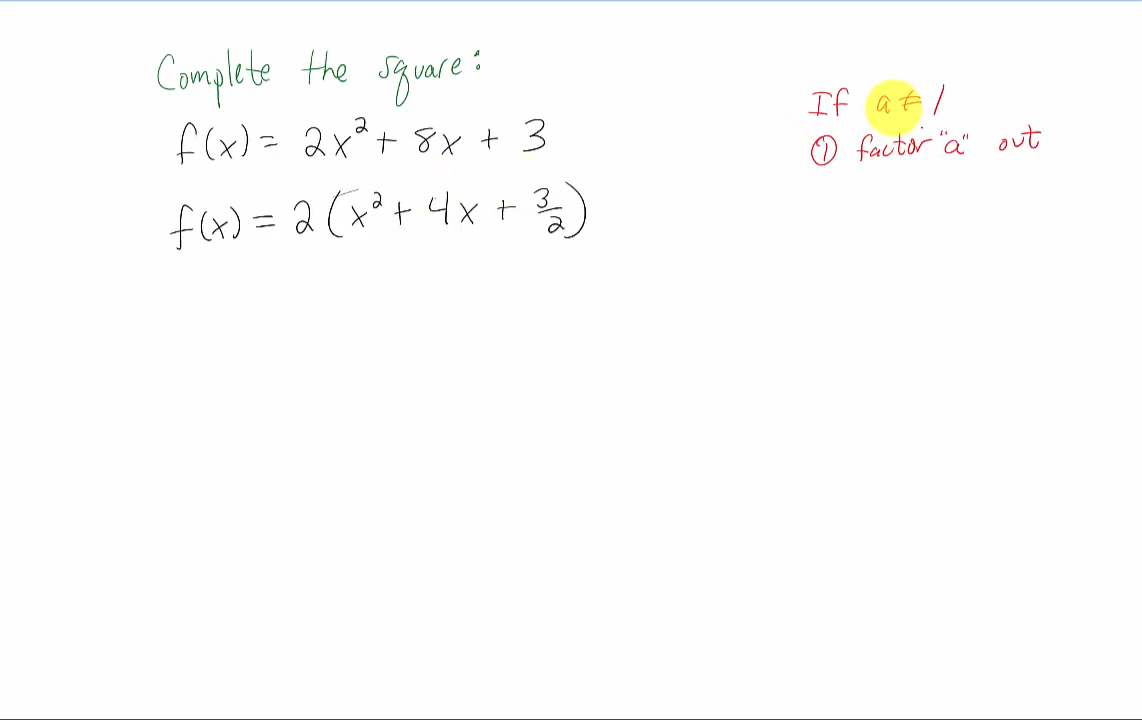 Complete the square:
f(x) = 2x² + 8x + 3
f(x) = 2(x² + 4x + 3/2)
If a ≠ 1
① factor "a" out